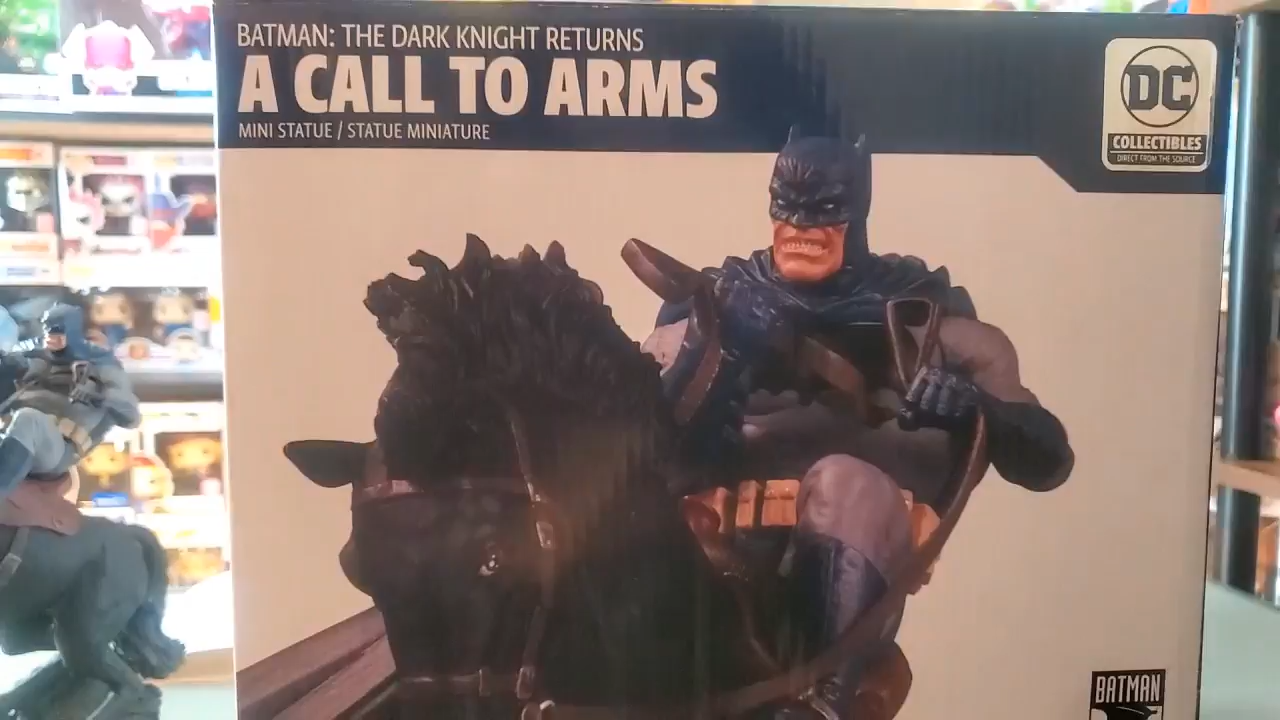 BATMAN: THE DARK KNIGHT RETURNS
A CALL TO ARMS
MINI STATUE / STATUE MINIATURE
DC
COLLECTIBLES
DIRECT FROM THE SOURCE
BATMAN